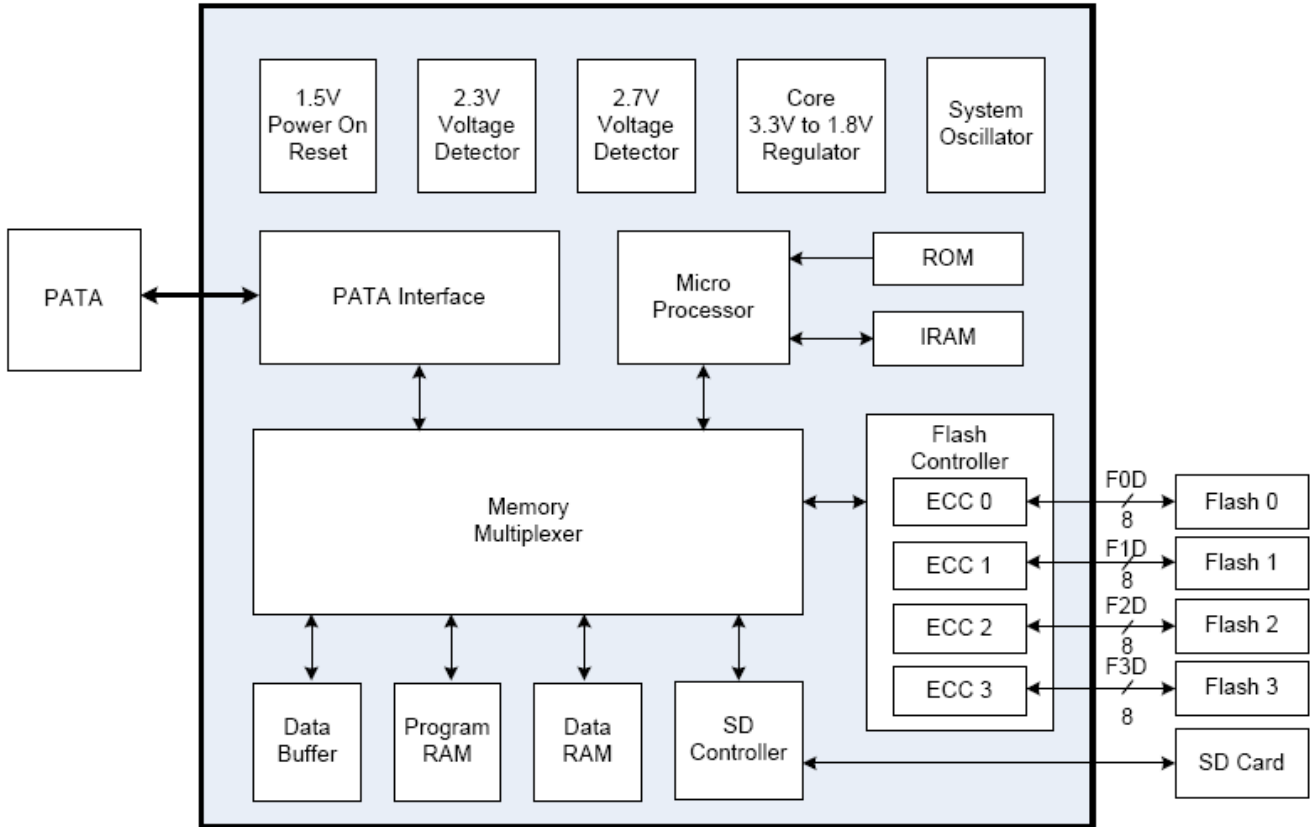 1.5V
Power On
Reset
2.3V
Voltage
Detector
2.7V
Voltage
Detector
Core
3.3V to 1.8V
Regulator
System
Oscillator
PATA
PATA Interface
Micro
Processor
ROM
IRAM
Memory
Multiplexer
Flash
Controller
ECC 0
F0D
8
Flash 0
ECC 1
F1D
8
Flash 1
ECC 2
F2D
8
Flash 2
ECC 3
F3D
8
Flash 3
Data
Buffer
Program
RAM
Data
RAM
SD
Controller
SD Card